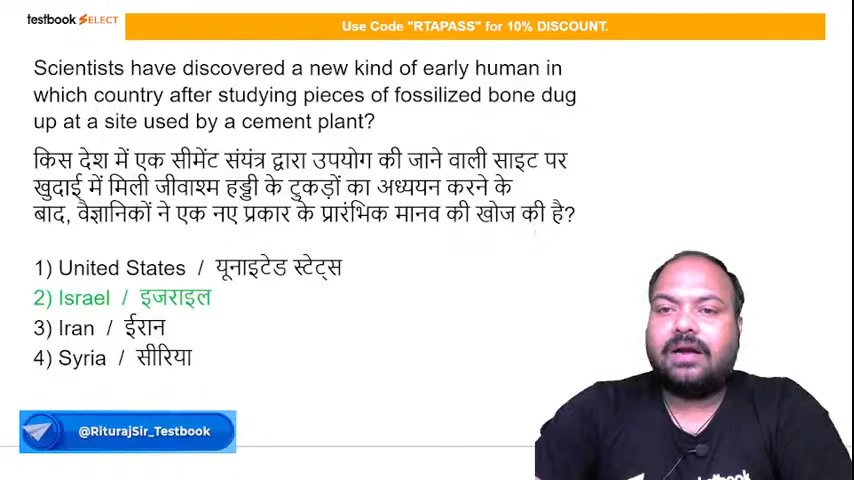 testbook SELECT
Use Code "RTAPASS" for 10% DISCOUNT.
Scientists have discovered a new kind of early human in
which country after studying pieces of fossilized bone dug
up at a site used by a cement plant?
किस देश में एक सीमेंट संयंत्र द्वारा उपयोग की जाने वाली साइट पर
खुदाई में मिली जीवाश्म हड्डी के टुकड़ों का अध्ययन करने के
बाद, वैज्ञानिकों ने एक नए प्रकार के प्रारंभिक मानव की खोज की है?
1) United States / यूनाइटेड स्टेट्स
2) Israel / इजराइल
3) Iran / ईरान
4) Syria / सीरिया
@RiturajSir_Testbook